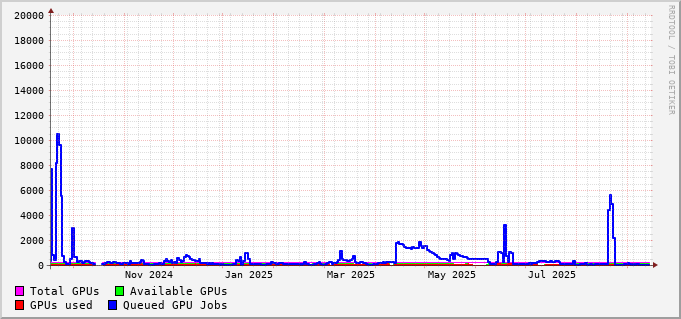 20000
18000
16000
14000
12000
10000
8000
6000
4000
2000
0
Nov 2024 Jan 2025 Mar 2025 May 2025 Jul 2025
Total GPUs Available GPUs
GPUs used Queued GPU Jobs
RRDTOOL / TOBI OETIKER